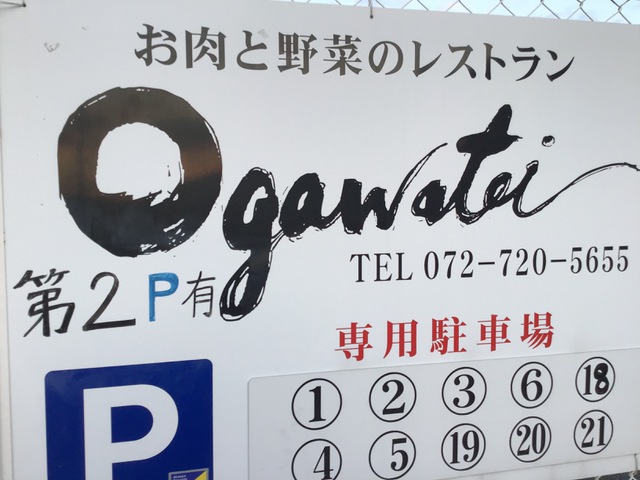 お肉と野菜のレストラン
Ogawatei
TEL 072-720-5655
第2P有
専用駐車場
P
① ② ③ ⑥ ⑱
④ ⑤ ⑲ ⑳ ㉑